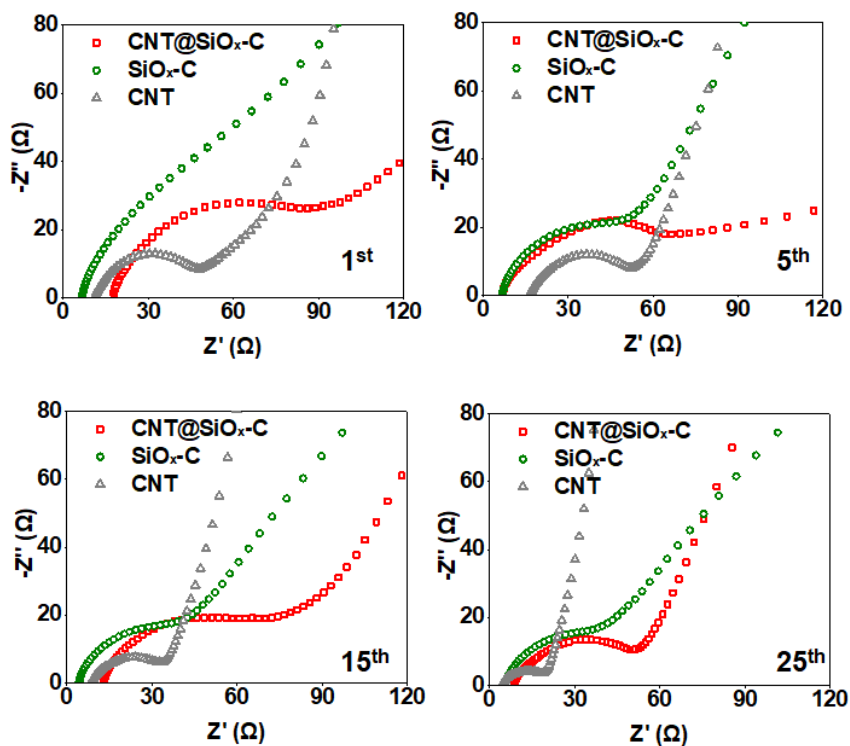 80
60
40
20
0
-Z'' (Ω)
CNT@SiOₓ-C
SiOₓ-C
CNT
1ˢᵗ
0 30 60 90 120
Z' (Ω)
80
60
40
20
0
-Z'' (Ω)
CNT@SiOₓ-C
SiOₓ-C
CNT
5ᵗʰ
0 30 60 90 120
Z' (Ω)
80
60
40
20
0
-Z'' (Ω)
CNT@SiOₓ-C
SiOₓ-C
CNT
15ᵗʰ
0 30 60 90 120
Z' (Ω)
80
60
40
20
0
-Z'' (Ω)
CNT@SiOₓ-C
SiOₓ-C
CNT
25ᵗʰ
0 30 60 90 120
Z' (Ω)